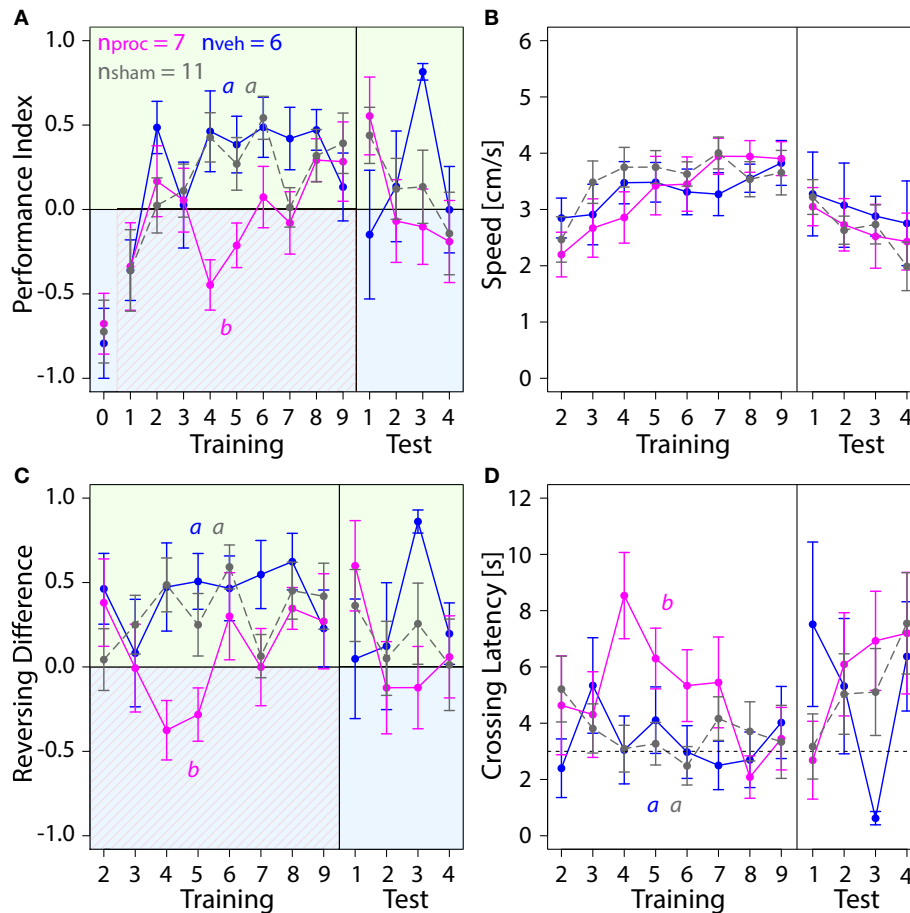 A
nproc = 7 nveh = 6
nsham = 11
a a
b
1.0
0.5
0.0
-0.5
-1.0
Performance Index
0 1 2 3 4 5 6 7 8 9 1 2 3 4
Training Test
B
6
5
4
3
2
1
0
Speed [cm/s]
2 3 4 5 6 7 8 9 1 2 3 4
Training Test
C
a a
b
1.0
0.5
0.0
-0.5
-1.0
Reversing Difference
2 3 4 5 6 7 8 9 1 2 3 4
Training Test
D
b
a a
12
10
8
6
4
2
0
Crossing Latency [s]
2 3 4 5 6 7 8 9 1 2 3 4
Training Test